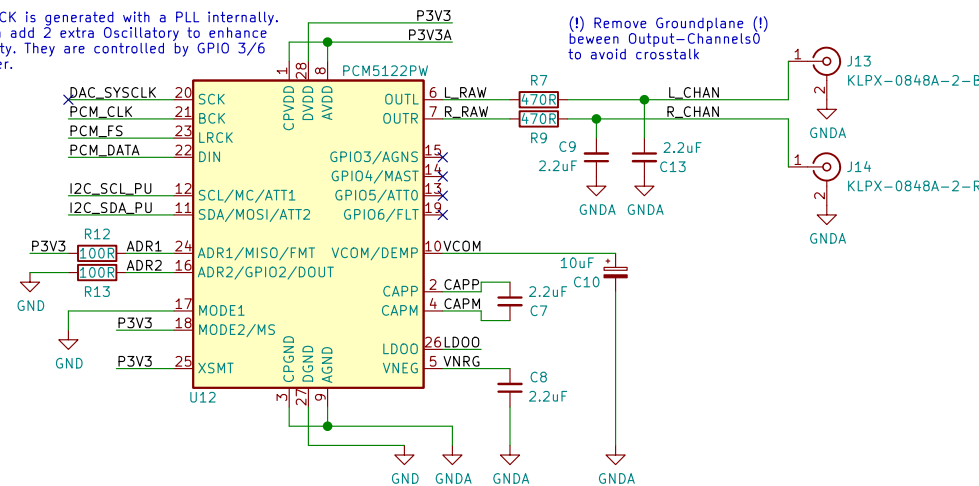 CK is generated with a PLL internally.
add 2 extra Oscillatory to enhance
ty. They are controlled by GPIO 3/6
er.
P3V3
P3V3A
(!) Remove Groundplane (!)
beween Output-Channels0
to avoid crosstalk
1
28
8
PCM5122PW
CPVDD
DVDD
AVDD
DAC_SYSCLK 20 SCK
PCM_CLK 21 BCK
PCM_FS 23 LRCK
PCM_DATA 22 DIN
I2C_SCL_PU 12 SCL/MC/ATT1
I2C_SDA_PU 11 SDA/MOSI/ATT2
R12
P3V3 100R ADR1 24 ADR1/MISO/FMT
100R ADR2 16 ADR2/GPIO2/DOUT
R13
GND
17 MODE1
P3V3 18 MODE2/MS
GND
P3V3 25 XSMT
U12
OUTL 6 L_RAW
OUTR 7 R_RAW
GPIO3/AGNS 15
GPIO4/MAST 14
GPIO5/ATT0 13
GPIO6/FLT 19
VCOM/DEMP 10 VCOM
CAPP 2 CAPP
CAPM 4 CAPM
LDOO 26 LDOO
VNEG 5 VNRG
CPGND
DGND
AGND
3
27
9
R7
470R
470R
R9
L_CHAN
R_CHAN
C9
2.2uF
GNDA
2.2uF
C13
GNDA
1
J13
KLPX-0848A-2-B
2
GNDA
1
J14
KLPX-0848A-2-R
2
GNDA
10uF
+
C10
2.2uF
C7
C8
2.2uF
GND
GNDA
GNDA
GNDA